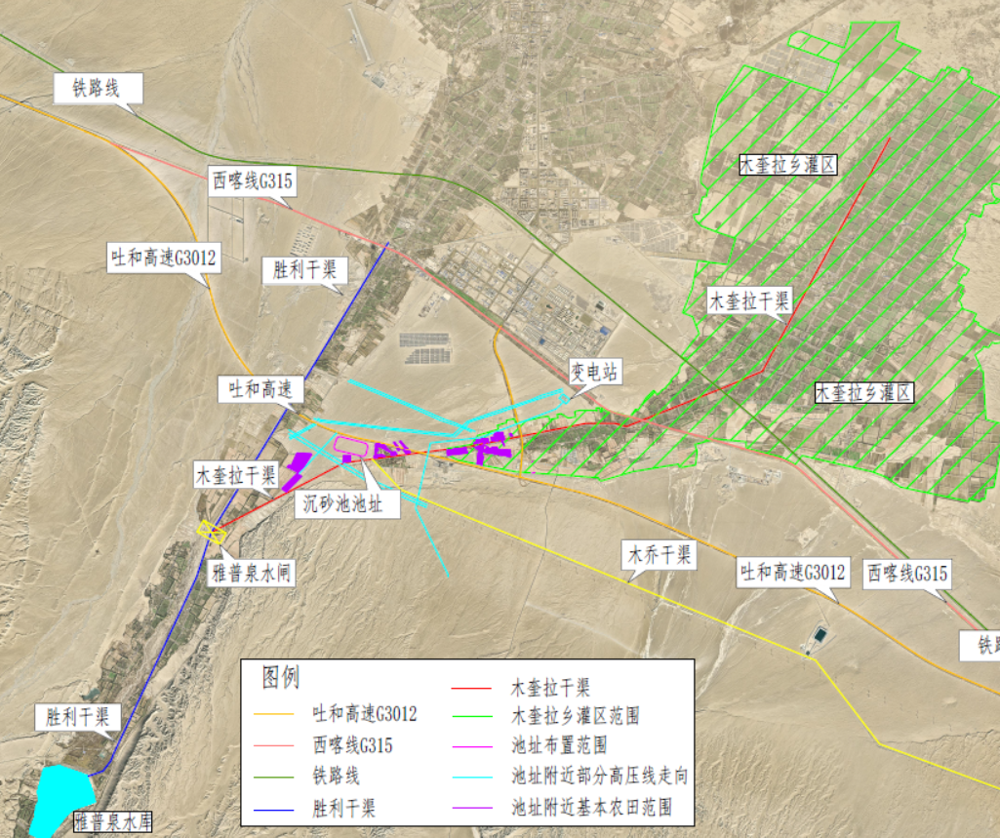 铁路线
西喀线G315
木奎拉乡灌区
吐和高速G3012
胜利干渠
木奎拉干渠
变电站
吐和高速
木奎拉乡灌区
木奎拉干渠
沉砂池池址
雅普泉水闸
木乔干渠
吐和高速G3012
西喀线G315
铁路
胜利干渠
雅普泉水库
图例
吐和高速G3012
西喀线G315
铁路线
胜利干渠
木奎拉干渠
木奎拉乡灌区范围
池址布置范围
池址附近部分高压线走向
池址附近基本农田范围